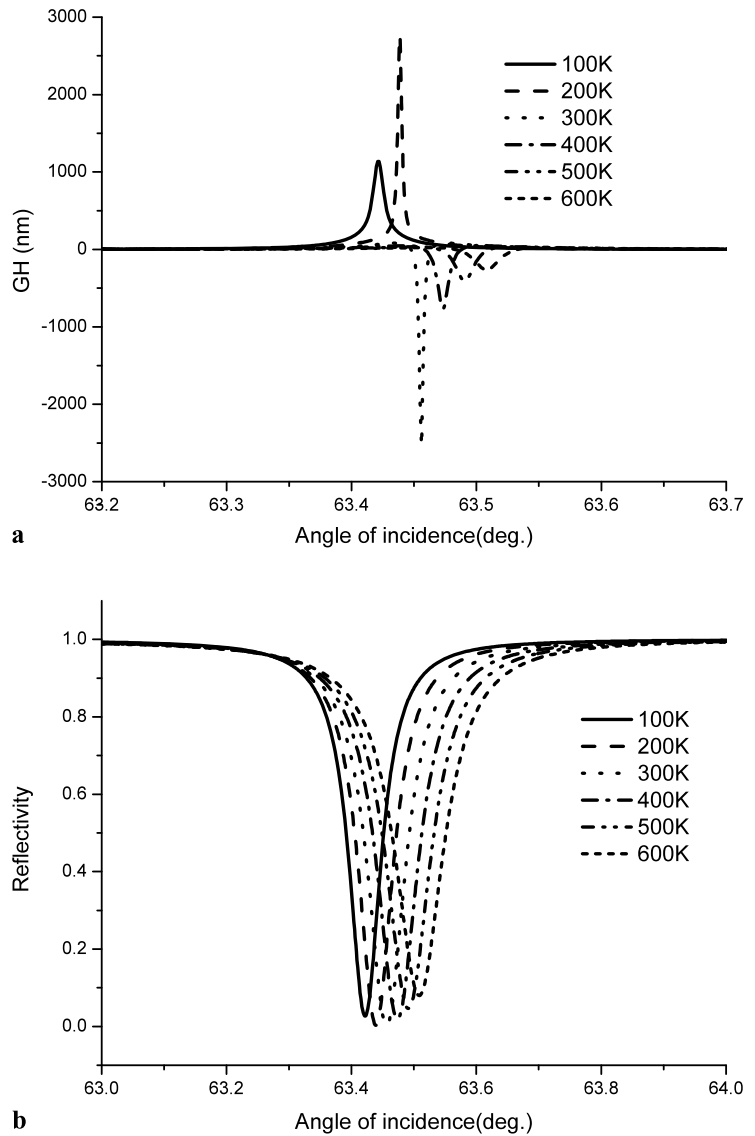 3000
2000
1000
0
-1000
-2000
-3000
GH (nm)
100K
200K
300K
400K
500K
600K
63.2
63.3
63.4
63.5
63.6
63.7
Angle of incidence(deg.)
a
1.0
0.8
0.6
0.4
0.2
0.0
Reflectivity
100K
200K
300K
400K
500K
600K
63.0
63.2
63.4
63.6
63.8
64.0
Angle of incidence(deg.)
b